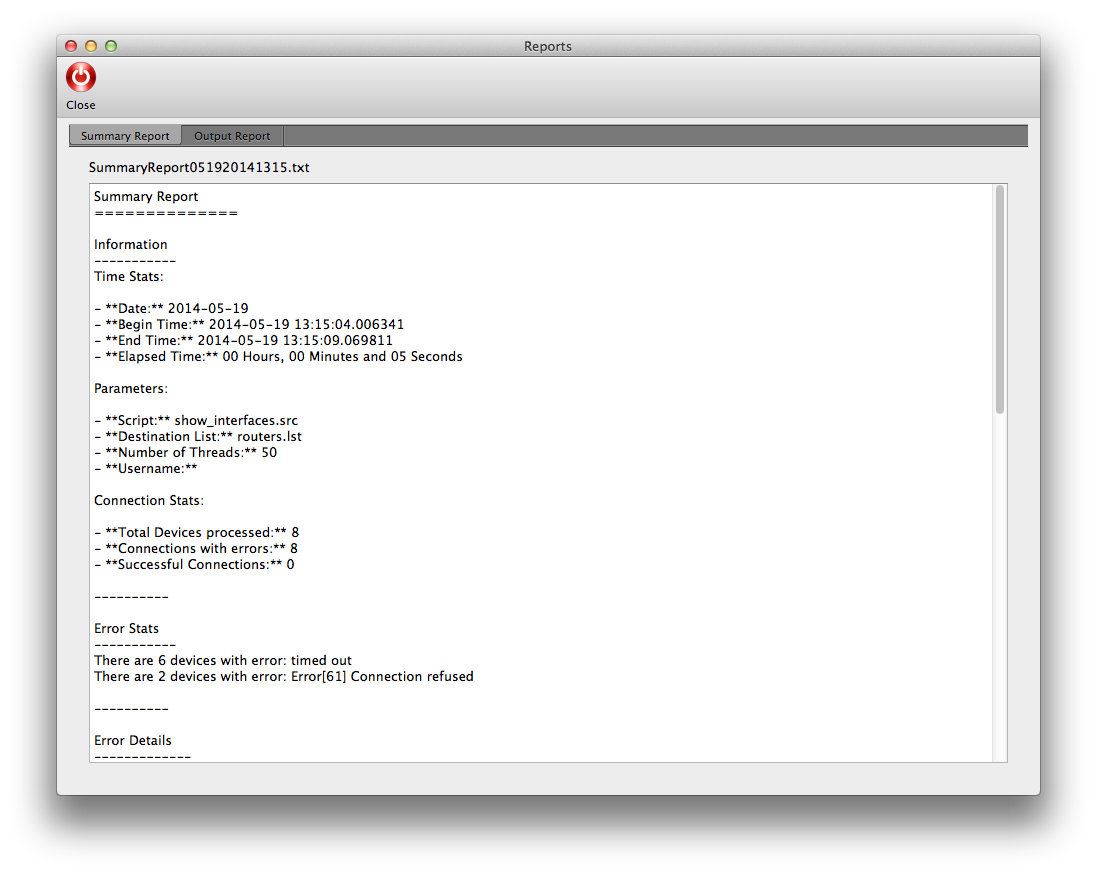 Reports
Close
Summary Report
Output Report
SummaryReport051920141315.txt
Summary Report
==============
Information
-----------
Time Stats:
- **Date:** 2014-05-19
- **Begin Time:** 2014-05-19 13:15:04.006341
- **End Time:** 2014-05-19 13:15:09.069811
- **Elapsed Time:** 00 Hours, 00 Minutes and 05 Seconds
Parameters:
- **Script:** show_interfaces.src
- **Destination List:** routers.lst
- **Number of Threads:** 50
- **Username:**
Connection Stats:
- **Total Devices processed:** 8
- **Connections with errors:** 8
- **Successful Connections:** 0
----------
Error Stats
-----------
There are 6 devices with error: timed out
There are 2 devices with error: Error[61] Connection refused
----------
Error Details
-------------